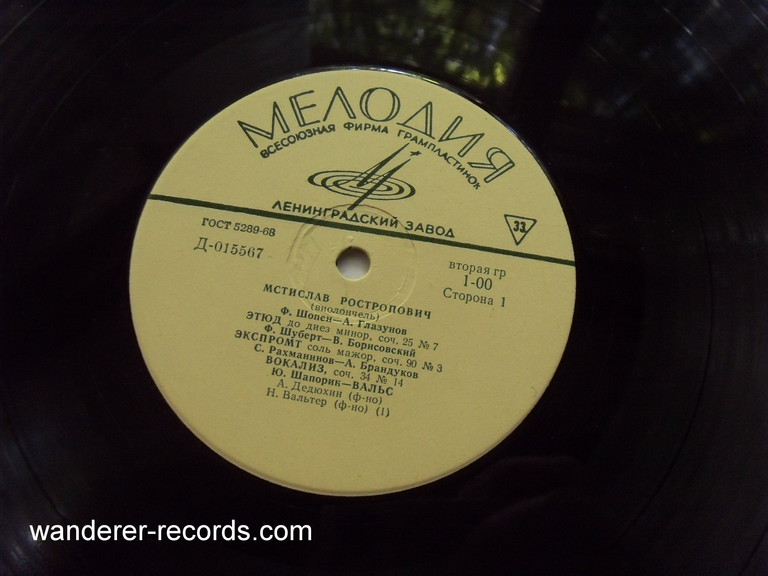 МЕЛОДИЯ
ВСЕСОЮЗНАЯ ФИРМА ГРАМПЛАСТИНОК
ЛЕНИНГРАДСКИЙ ЗАВОД
33
ГОСТ 5289-68
Д-015567
вторая гр
1-00
Сторона 1
МСТИСЛАВ РОСТРОПОВИЧ
(виолончель)
Ф. Шопен—А. Глазунов
ЭТЮД до диез минор, соч. 25 № 7
Ф. Шуберт—В. Борисовский
ЭКСПРОМТ соль мажор, соч. 90 № 3
С. Рахманинов—А. Брандуков
ВОКАЛИЗ, соч. 34 № 14
Ю. Шапорин—ВАЛЬС
А. Дедюхин (ф-но)
Н. Вальтер (ф-но) (1)
wanderer-records.com